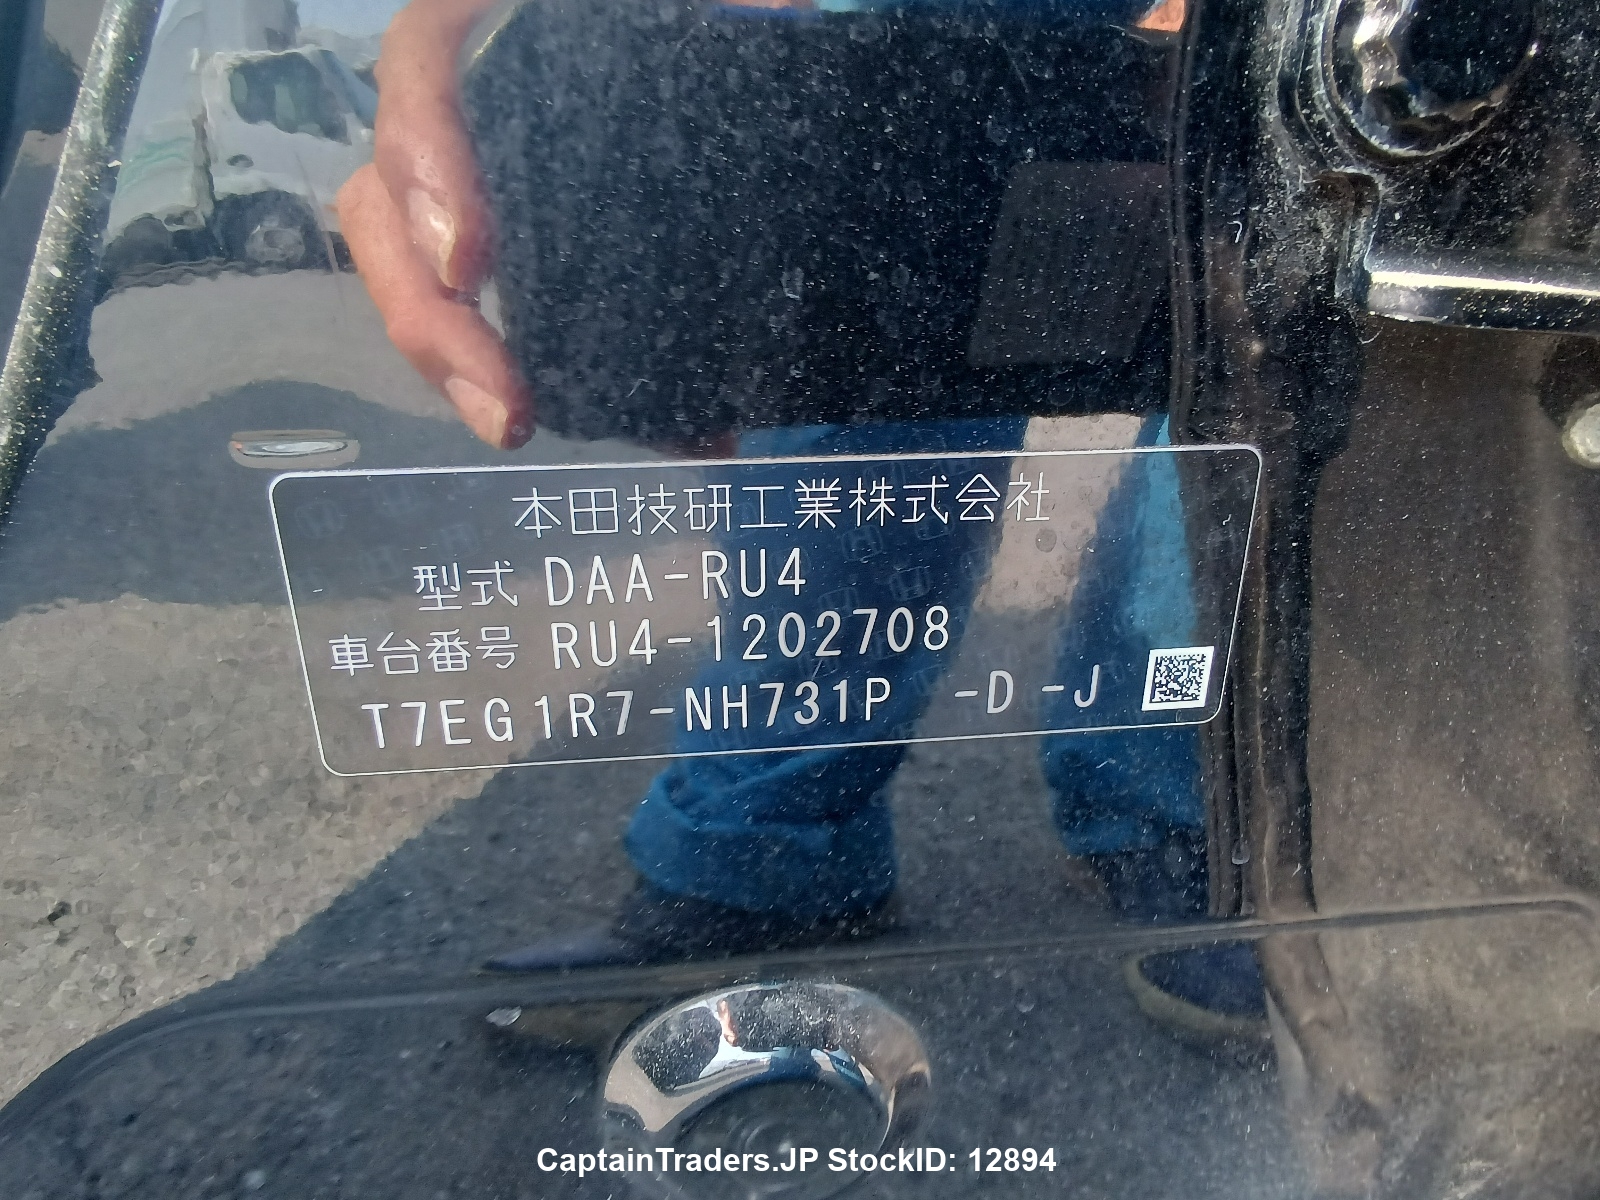 本田技研工業株式会社
型式 DAA-RU4
車台番号 RU4-1202708
T7EG1R7-NH731P -D -J
CaptainTraders.JP StockID: 12894